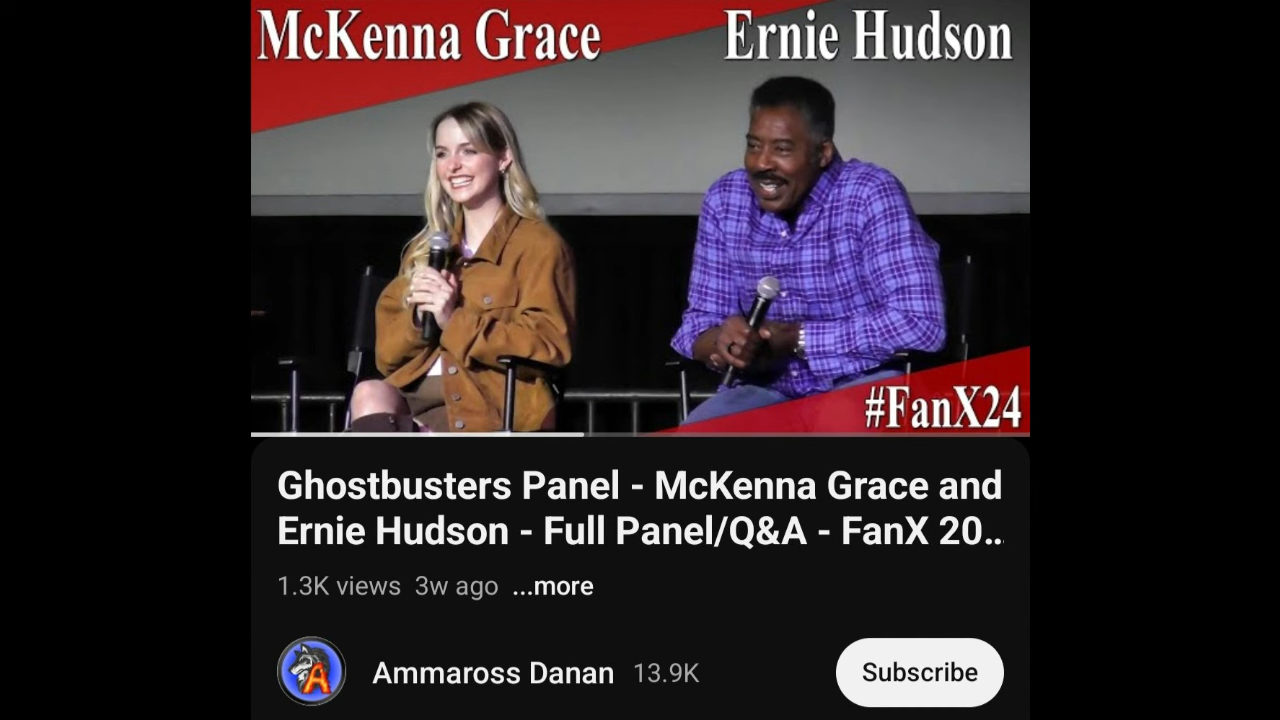 McKenna Grace
Ernie Hudson
#FanX24
Ghostbusters Panel - McKenna Grace and
Ernie Hudson - Full Panel/Q&A - FanX 20..
1.3K views 3w ago ...more
A
Ammaross Danan 13.9K
Subscribe